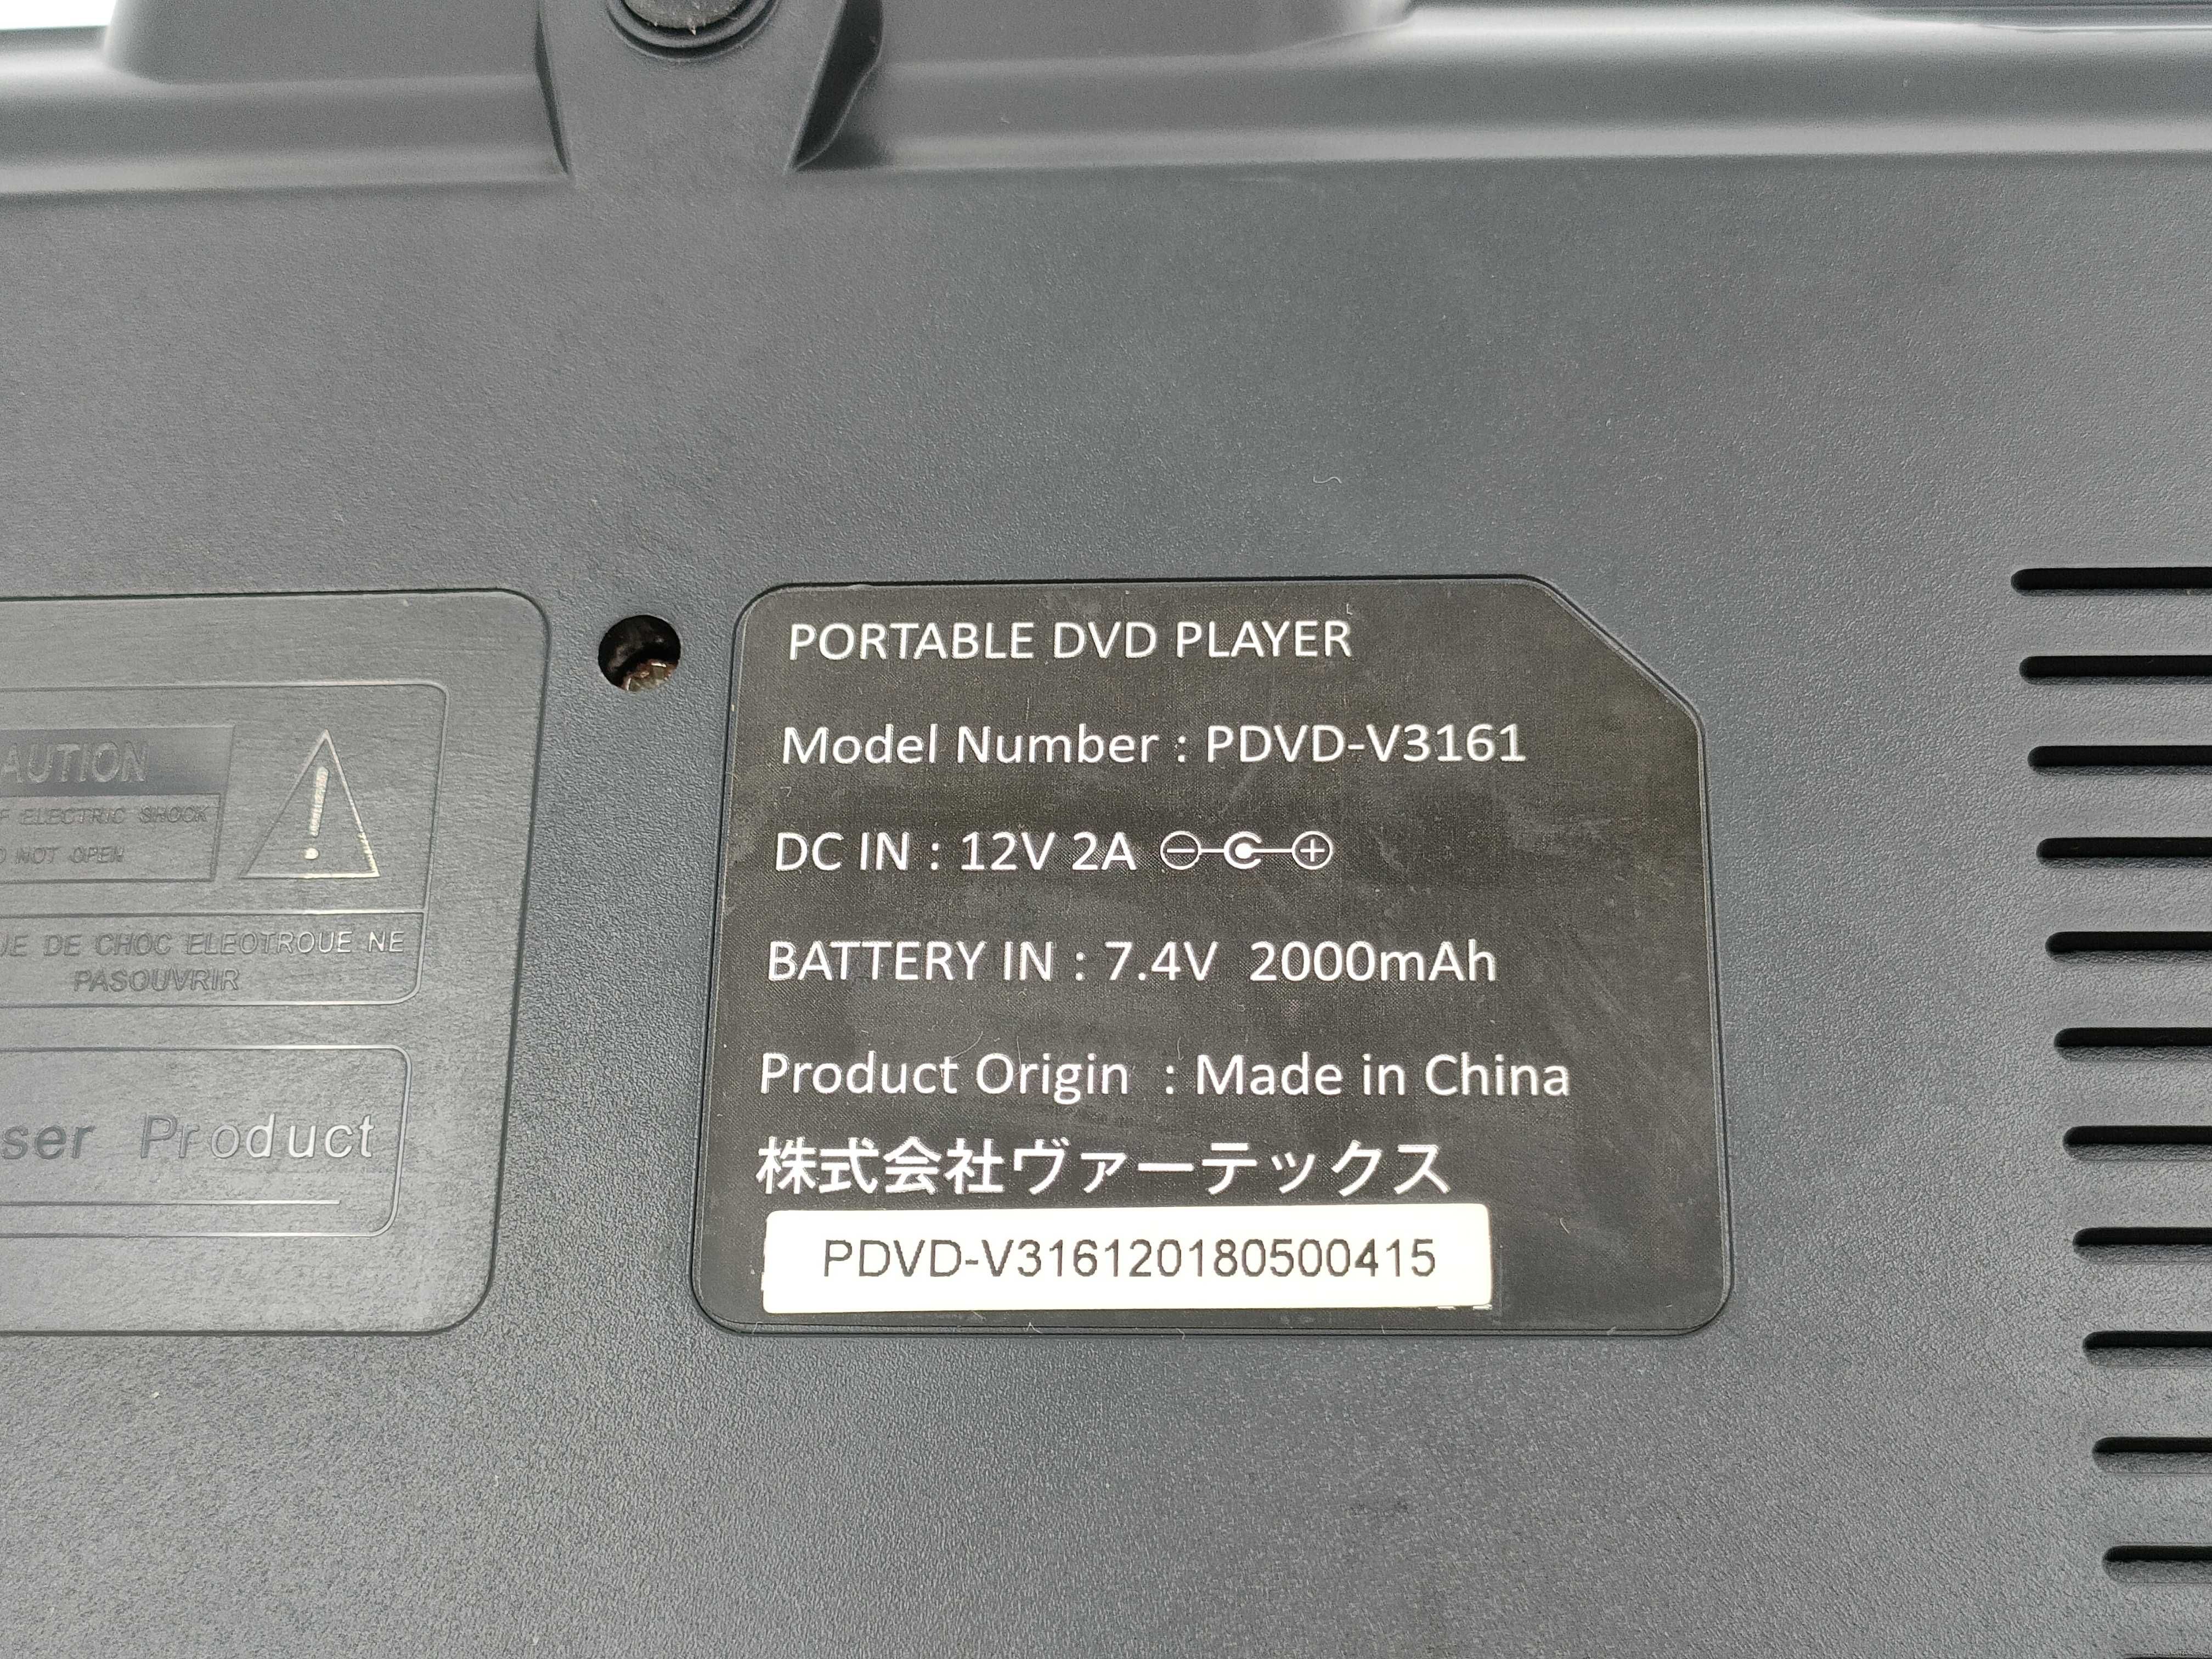 PORTABLE DVD PLAYER
Model Number : PDVD-V3161
DC IN : 12V 2A
BATTERY IN : 7.4V 2000mAh
Product Origin : Made in China
株式会社ヴァーテックス
PDVD-V316120180500415
AUTION
F ELECTRIC SHOCK
O NOT OPEN
UE DE CHOC ELEOTROUE NE
PASOUVRIR
ser Product